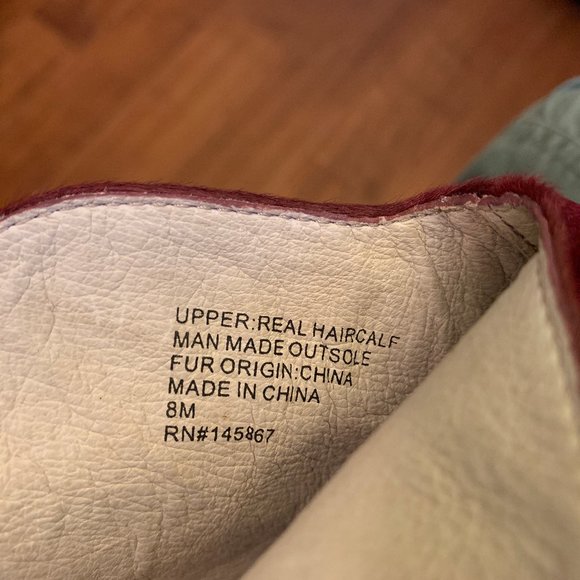 UPPER:REAL HAIRCALF
MAN MADE OUTSOLE
FUR ORIGIN:CHINA
MADE IN CHINA
8M
RN#145867